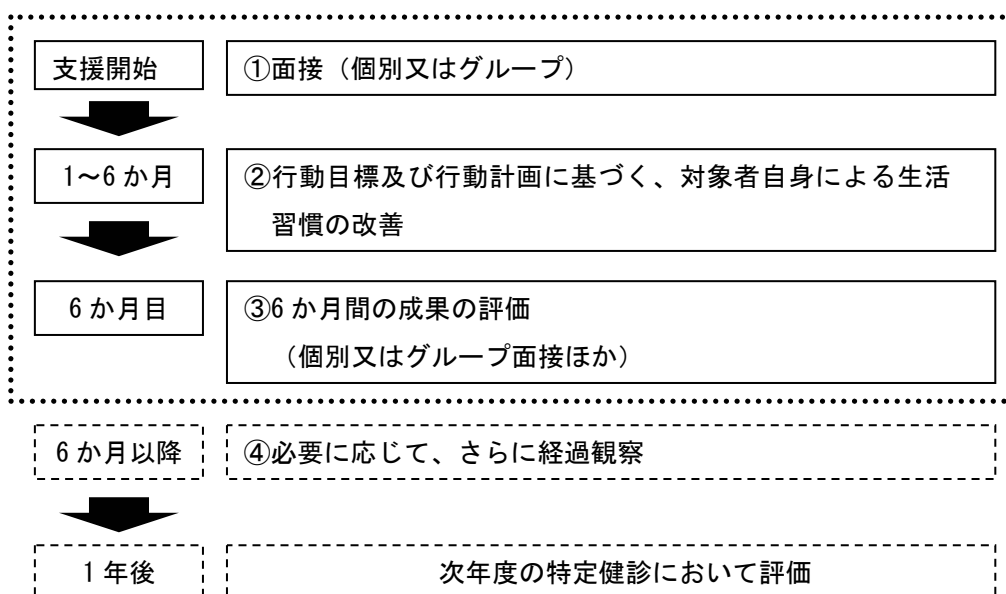 支援開始
①面接（個別又はグループ）
1～6か月
②行動目標及び行動計画に基づく、対象者自身による生活
習慣の改善
6か月目
③6か月間の成果の評価
（個別又はグループ面接ほか）
6か月以降
④必要に応じて、さらに経過観察
1年後
次年度の特定健診において評価